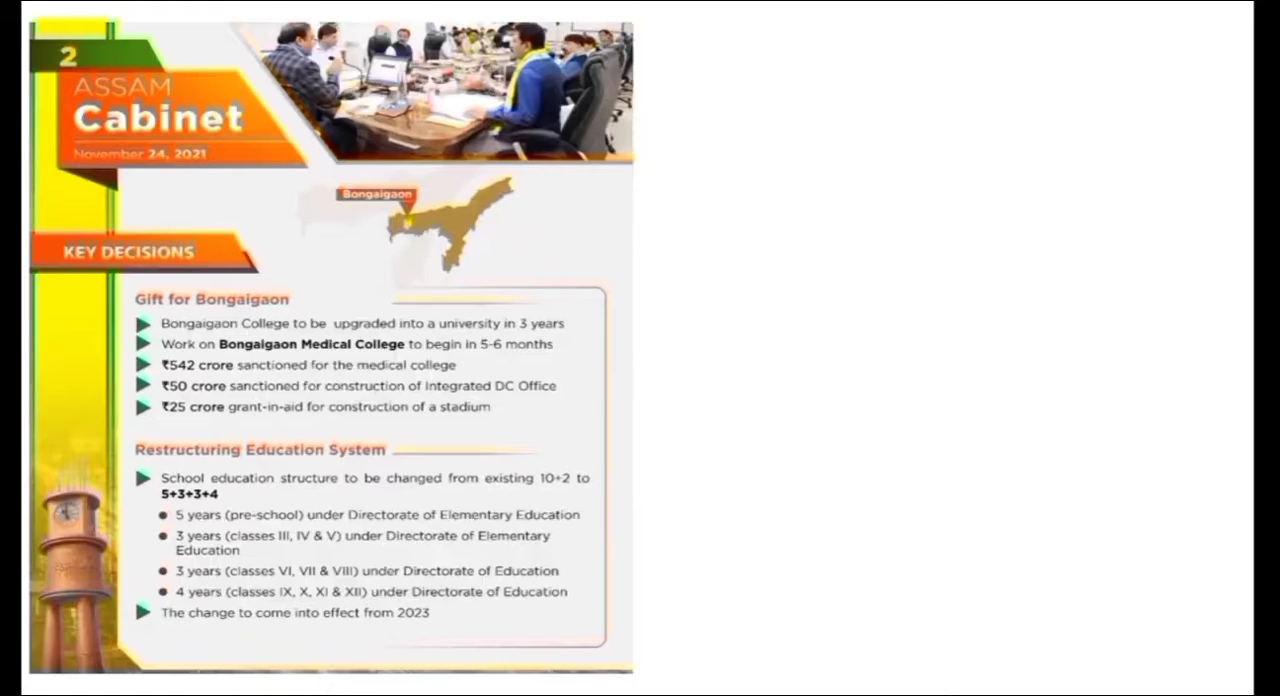 2
ASSAM
Cabinet
November 24, 2021
Bongaigaon
KEY DECISIONS
Gift for Bongaigaon
Bongaigaon College to be upgraded into a university in 3 years
Work on Bongaigaon Medical College to begin in 5-6 months
₹542 crore sanctioned for the medical college
₹50 crore sanctioned for construction of Integrated DC Office
₹25 crore grant-in-aid for construction of a stadium
Restructuring Education System
School education structure to be changed from existing 10+2 to
5+3+3+4
5 years (pre-school) under Directorate of Elementary Education
3 years (classes III, IV & V) under Directorate of Elementary
Education
3 years (classes VI, VII & VIII) under Directorate of Education
4 years (classes IX, X, XI & XII) under Directorate of Education
The change to come into effect from 2023